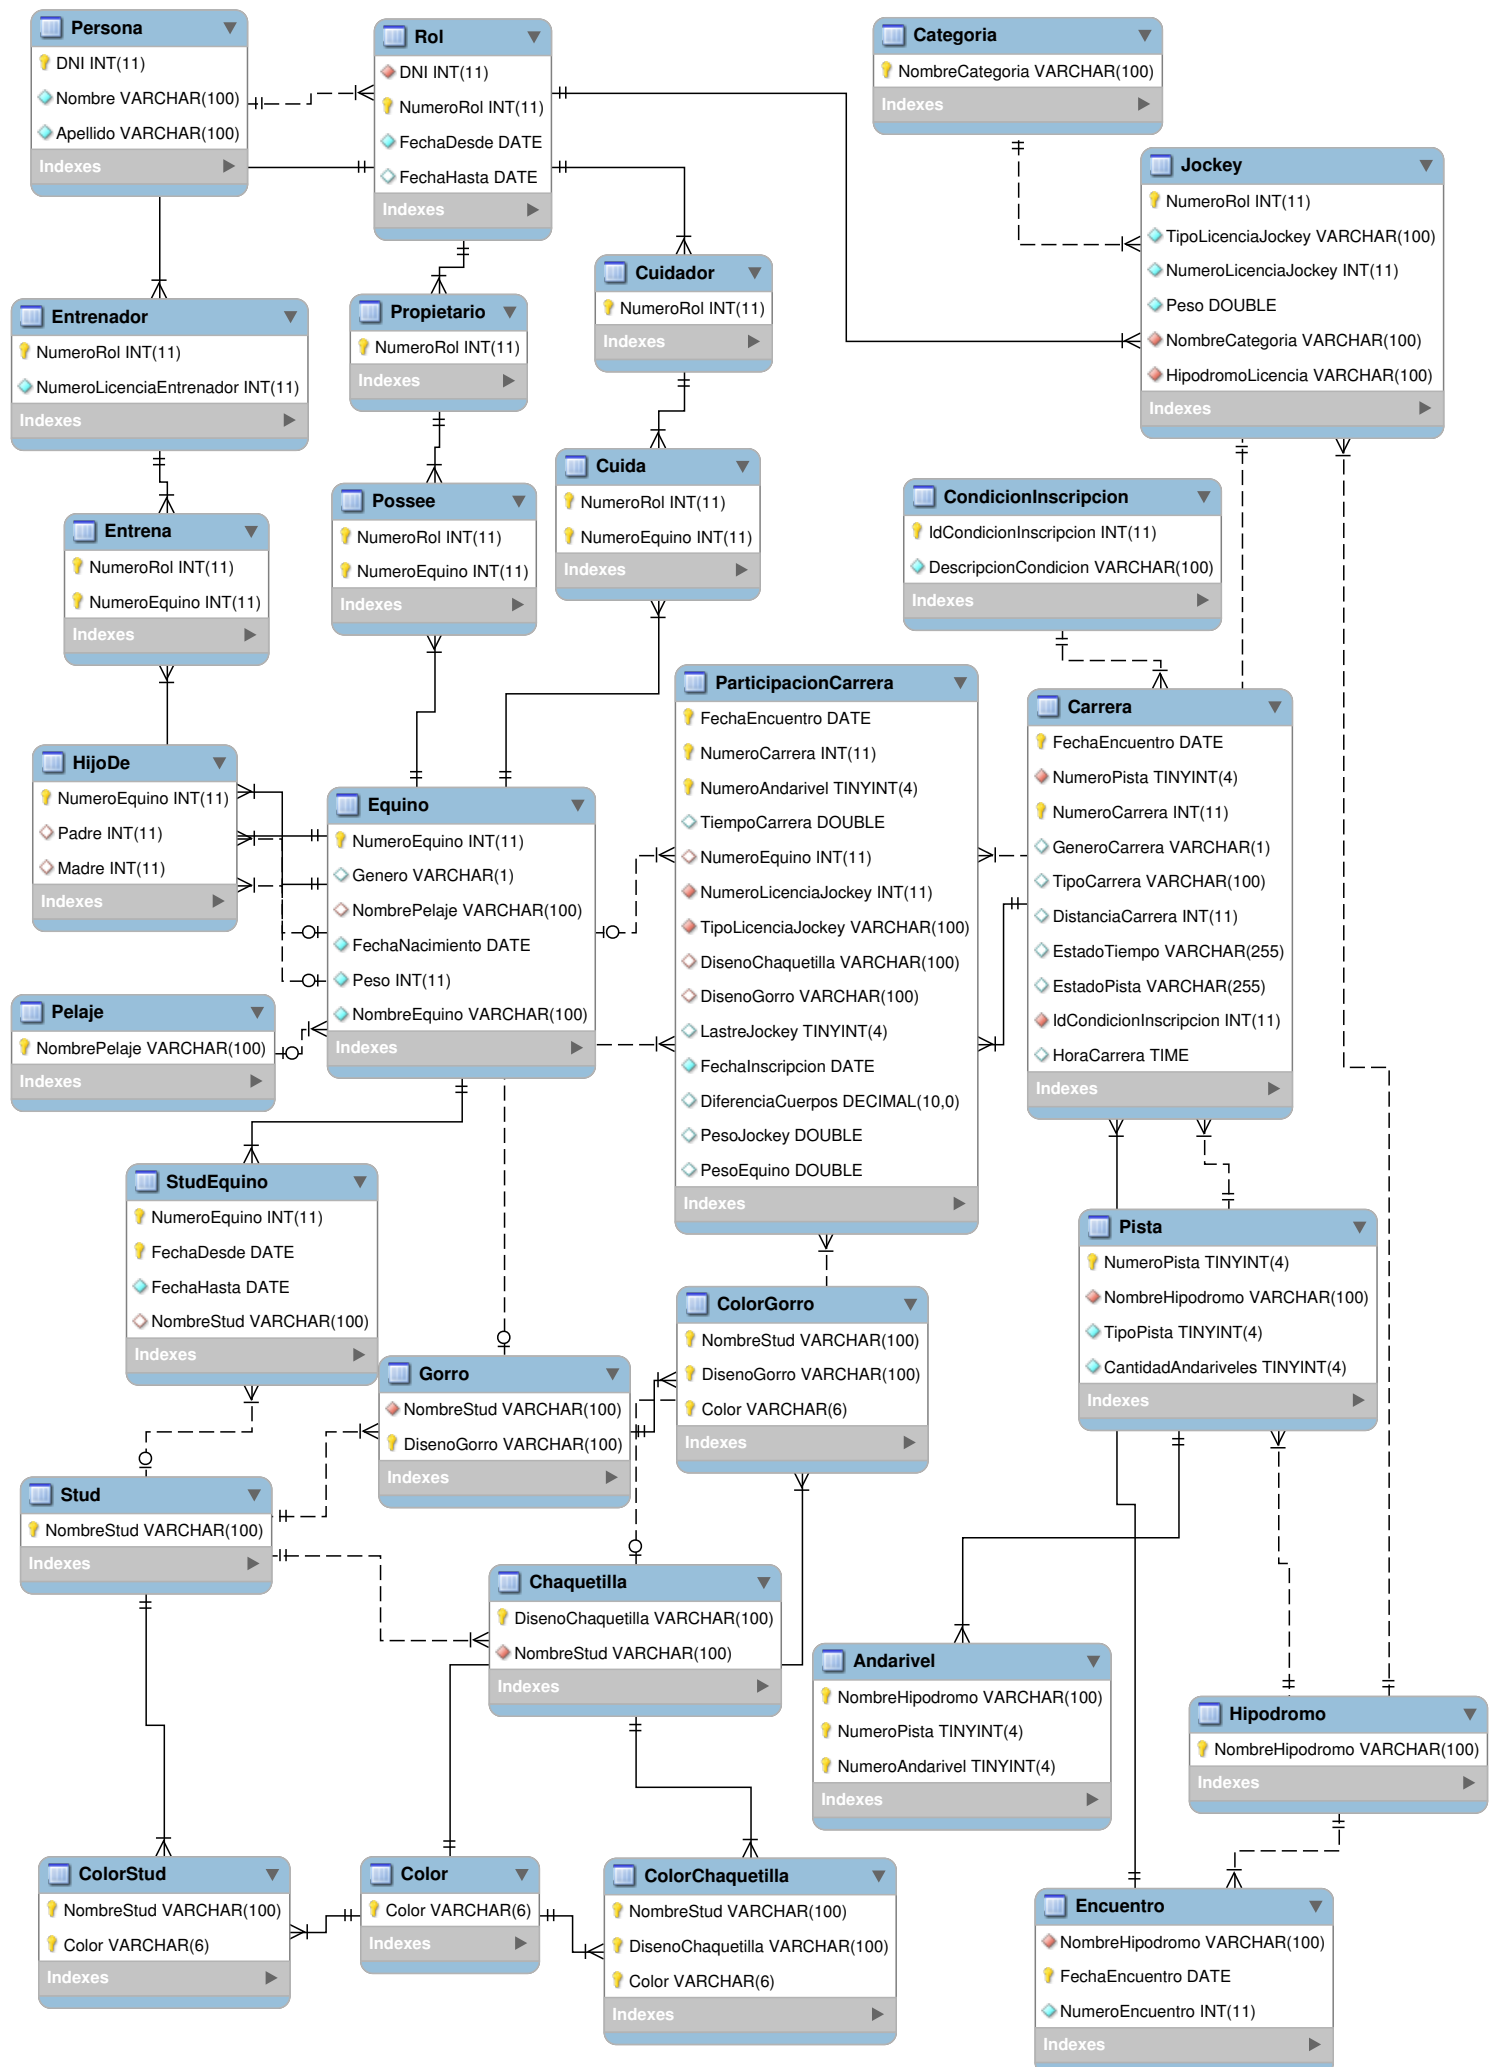 Persona
DNI INT(11)
Nombre VARCHAR(100)
Apellido VARCHAR(100)
Indexes
Rol
DNI INT(11)
NumeroRol INT(11)
FechaDesde DATE
FechaHasta DATE
Indexes
Categoria
NombreCategoria VARCHAR(100)
Indexes
Jockey
NumeroRol INT(11)
TipoLicenciaJockey VARCHAR(100)
NumeroLicenciaJockey INT(11)
Peso DOUBLE
NombreCategoria VARCHAR(100)
HipodromoLicencia VARCHAR(100)
Indexes
Entrenador
NumeroRol INT(11)
NumeroLicenciaEntrenador INT(11)
Indexes
Propietario
NumeroRol INT(11)
Indexes
Cuidador
NumeroRol INT(11)
Indexes
Entrena
NumeroRol INT(11)
NumeroEquino INT(11)
Indexes
Possee
NumeroRol INT(11)
NumeroEquino INT(11)
Indexes
Cuida
NumeroRol INT(11)
NumeroEquino INT(11)
Indexes
CondicionInscripcion
IdCondicionInscripcion INT(11)
DescripcionCondicion VARCHAR(100)
Indexes
HijoDe
NumeroEquino INT(11)
Padre INT(11)
Madre INT(11)
Indexes
Equino
NumeroEquino INT(11)
Genero VARCHAR(1)
NombrePelaje VARCHAR(100)
FechaNacimiento DATE
Peso INT(11)
NombreEquino VARCHAR(100)
Indexes
ParticipacionCarrera
FechaEncuentro DATE
NumeroCarrera INT(11)
NumeroAndarivel TINYINT(4)
TiempoCarrera DOUBLE
NumeroEquino INT(11)
NumeroLicenciaJockey INT(11)
TipoLicenciaJockey VARCHAR(100)
DisenoChaquetilla VARCHAR(100)
DisenoGorro VARCHAR(100)
LastreJockey TINYINT(4)
FechaInscripcion DATE
DiferenciaCuerpos DECIMAL(10,0)
PesoJockey DOUBLE
PesoEquino DOUBLE
Indexes
Carrera
FechaEncuentro DATE
NumeroPista TINYINT(4)
NumeroCarrera INT(11)
GeneroCarrera VARCHAR(1)
TipoCarrera VARCHAR(100)
DistanciaCarrera INT(11)
EstadoTiempo VARCHAR(255)
EstadoPista VARCHAR(255)
IdCondicionInscripcion INT(11)
HoraCarrera TIME
Indexes
Pelaje
NombrePelaje VARCHAR(100)
Indexes
StudEquino
NumeroEquino INT(11)
FechaDesde DATE
FechaHasta DATE
NombreStud VARCHAR(100)
Indexes
Gorro
NombreStud VARCHAR(100)
DisenoGorro VARCHAR(100)
Indexes
ColorGorro
NombreStud VARCHAR(100)
DisenoGorro VARCHAR(100)
Color VARCHAR(6)
Indexes
Pista
NumeroPista TINYINT(4)
NombreHipodromo VARCHAR(100)
TipoPista TINYINT(4)
CantidadAndariveles TINYINT(4)
Indexes
Stud
NombreStud VARCHAR(100)
Indexes
Chaquetilla
DisenoChaquetilla VARCHAR(100)
NombreStud VARCHAR(100)
Indexes
Andarivel
NombreHipodromo VARCHAR(100)
NumeroPista TINYINT(4)
NumeroAndarivel TINYINT(4)
Indexes
Hipodromo
NombreHipodromo VARCHAR(100)
Indexes
ColorStud
NombreStud VARCHAR(100)
Color VARCHAR(6)
Indexes
Color
Color VARCHAR(6)
Indexes
ColorChaquetilla
NombreStud VARCHAR(100)
DisenoChaquetilla VARCHAR(100)
Color VARCHAR(6)
Indexes
Encuentro
NombreHipodromo VARCHAR(100)
FechaEncuentro DATE
NumeroEncuentro INT(11)
Indexes